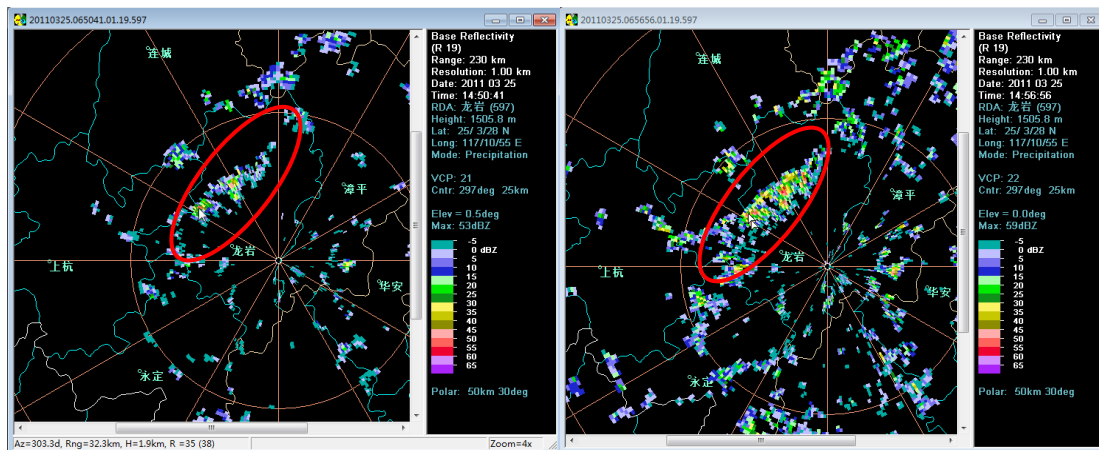 20110325.065041.01.19.597
连城
漳平
龙岩
上杭
华安
永定
Base Reflectivity
(R 19)
Range: 230 km
Resolution: 1.00 km
Date: 2011 03 25
Time: 14:50:41
RDA: 龙岩 (597)
Height: 1505.8 m
Lat: 25/ 3/28 N
Long: 117/10/55 E
Mode: Precipitation
VCP: 21
Cntr: 297deg 25km
Elev = 0.5deg
Max: 53dBZ
-5
0 dBZ
5
10
15
20
25
30
35
40
45
50
55
60
65
Polar: 50km 30deg
Az=303.3d, Rng=32.3km, H=1.9km, R =35 (38)
Zoom=4x
20110325.065656.01.19.597
连城
漳平
龙岩
上杭
华安
永定
Base Reflectivity
(R 19)
Range: 230 km
Resolution: 1.00 km
Date: 2011 03 25
Time: 14:56:56
RDA: 龙岩 (597)
Height: 1505.8 m
Lat: 25/ 3/28 N
Long: 117/10/55 E
Mode: Precipitation
VCP: 22
Cntr: 297deg 25km
Elev = 0.0deg
Max: 59dBZ
-5
0 dBZ
5
10
15
20
25
30
35
40
45
50
55
60
65
Polar: 50km 30deg